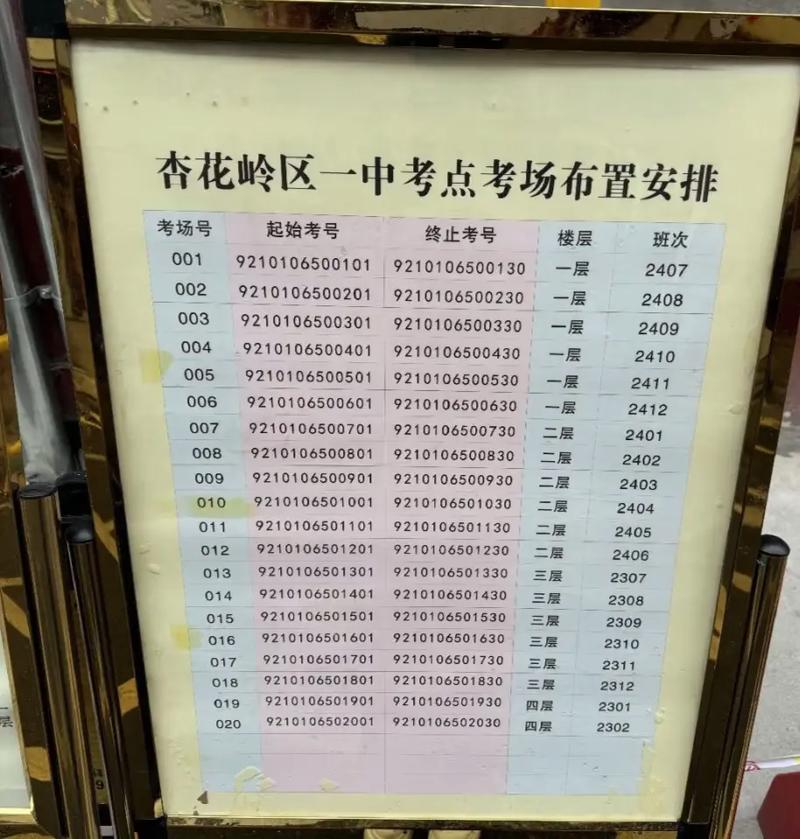 杏花岭区一中考点考场布置安排
考场号 起始考号 终止考号 楼层 班次
001 9210106500101 9210106500130 一层 2407
002 9210106500201 9210106500230 一层 2408
003 9210106500301 9210106500330 一层 2409
004 9210106500401 9210106500430 一层 2410
005 9210106500501 9210106500530 一层 2411
006 9210106500601 9210106500630 一层 2412
007 9210106500701 9210106500730 二层 2401
008 9210106500801 9210106500830 二层 2402
009 9210106500901 9210106500930 二层 2403
010 9210106501001 9210106501030 二层 2404
011 9210106501101 9210106501130 二层 2405
012 9210106501201 9210106501230 二层 2406
013 9210106501301 9210106501330 三层 2307
014 9210106501401 9210106501430 三层 2308
015 9210106501501 9210106501530 三层 2309
016 9210106501601 9210106501630 三层 2310
017 9210106501701 9210106501730 三层 2311
018 9210106501801 9210106501830 三层 2312
019 9210106501901 9210106501930 四层 2301
020 9210106502001 9210106502030 四层 2302
层